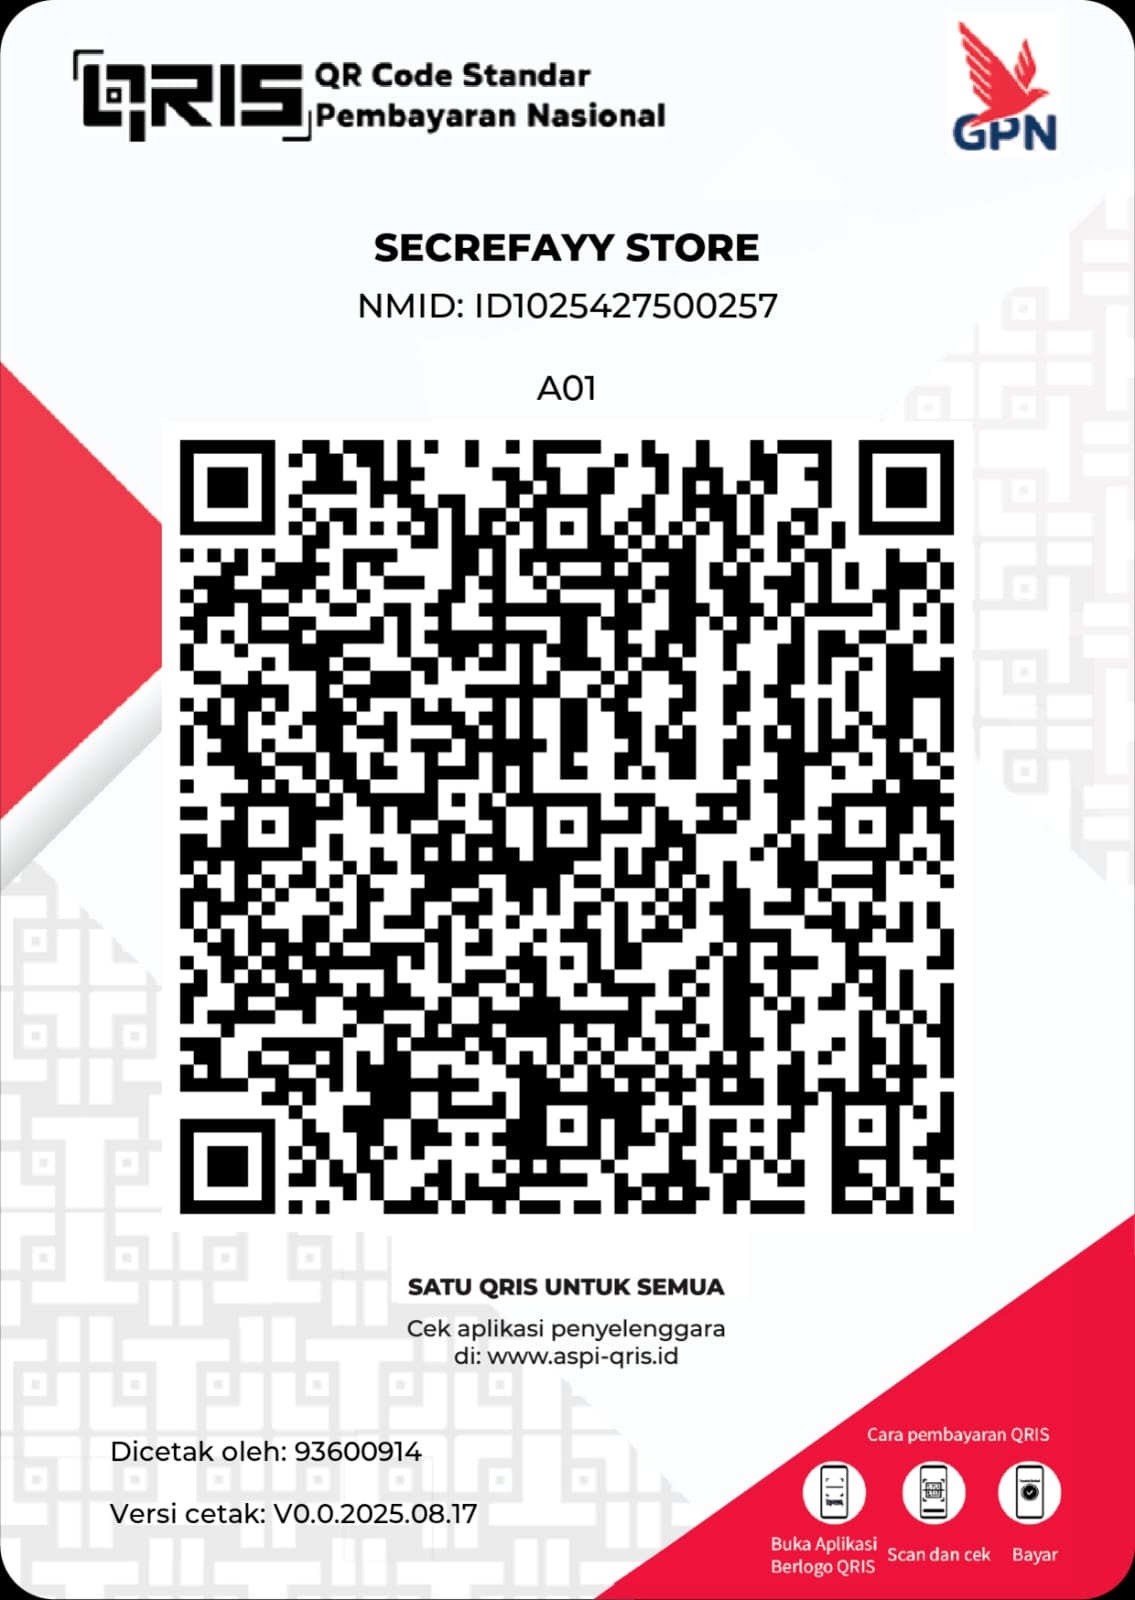 QRIS
QR Code Standar
Pembayaran Nasional
GPN
SECREFAYY STORE
NMID: ID1025427500257
A01
SATU QRIS UNTUK SEMUA
Cek aplikasi penyelenggara
di: www.aspi-qris.id
Dicetak oleh: 93600914
Versi cetak: V0.0.2025.08.17
Cara pembayaran QRIS
Buka Aplikasi
Berlogo QRIS
Scan dan cek
Bayar